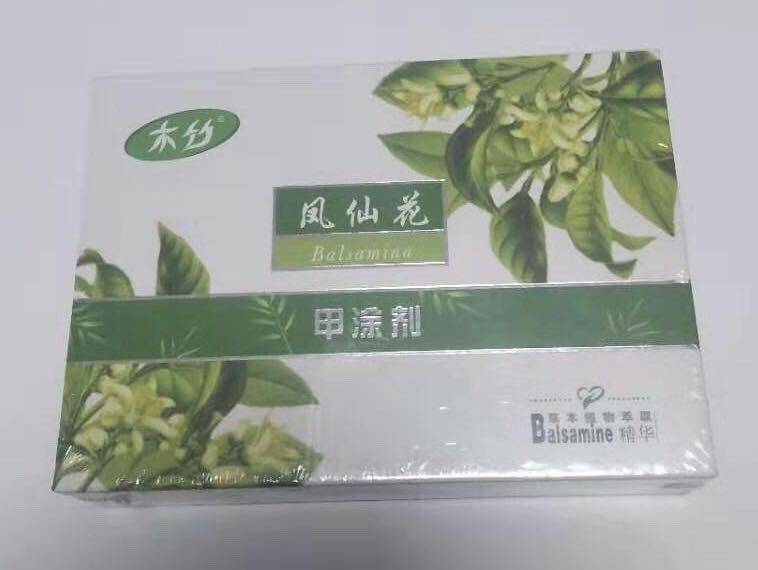 木竹®
凤仙花
Balsamina
甲涂剂
草本植物萃取
Balsamine 精华